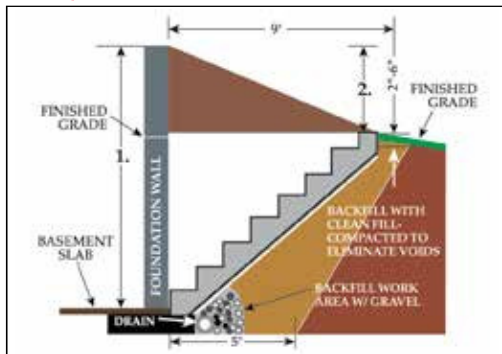 9'
2.
2"-6"
FINISHED
GRADE
FINISHED
GRADE
1.
FOUNDATION WALL
BASEMENT
SLAB
BACKFILL WITH
CLEAN FILL-
COMPACTED TO
ELIMINATE VOIDS
BACKFILL WORK
AREA W/ GRAVEL
DRAIN
5'